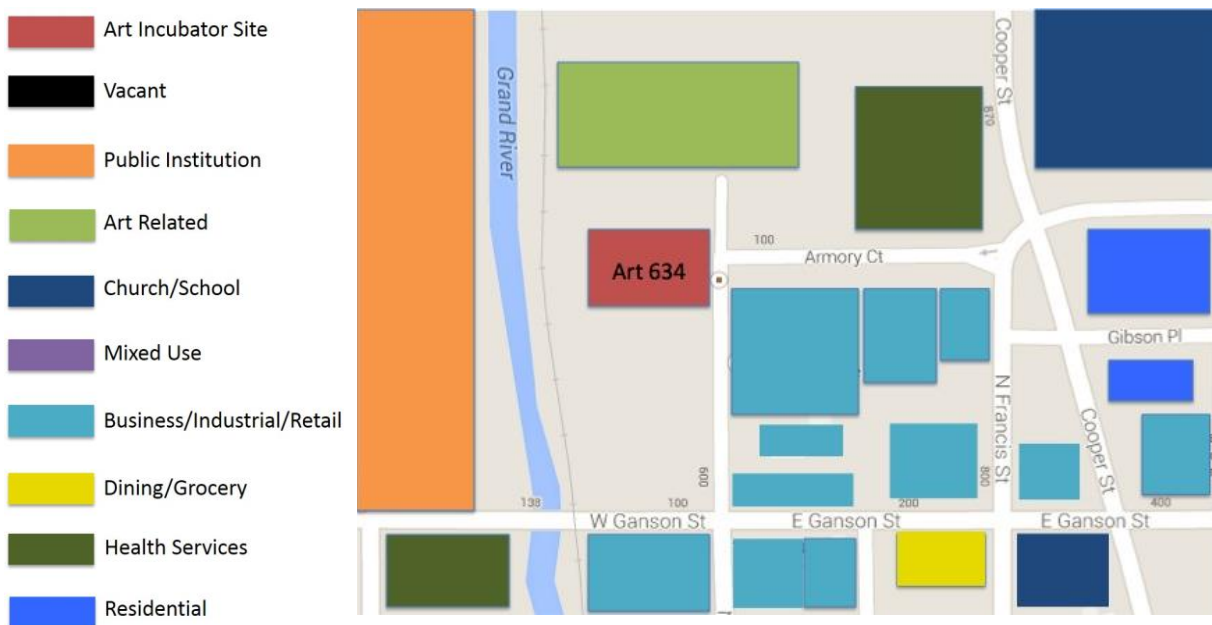 Art Incubator Site
Vacant
Public Institution
Art Related
Church/School
Mixed Use
Business/Industrial/Retail
Dining/Grocery
Health Services
Residential
Grand River
Cooper St
870
100
Armory Ct
Art 634
Gibson Pl
N Francis St
Cooper St
600
800
138
100
200
400
W Ganson St
E Ganson St
E Ganson St